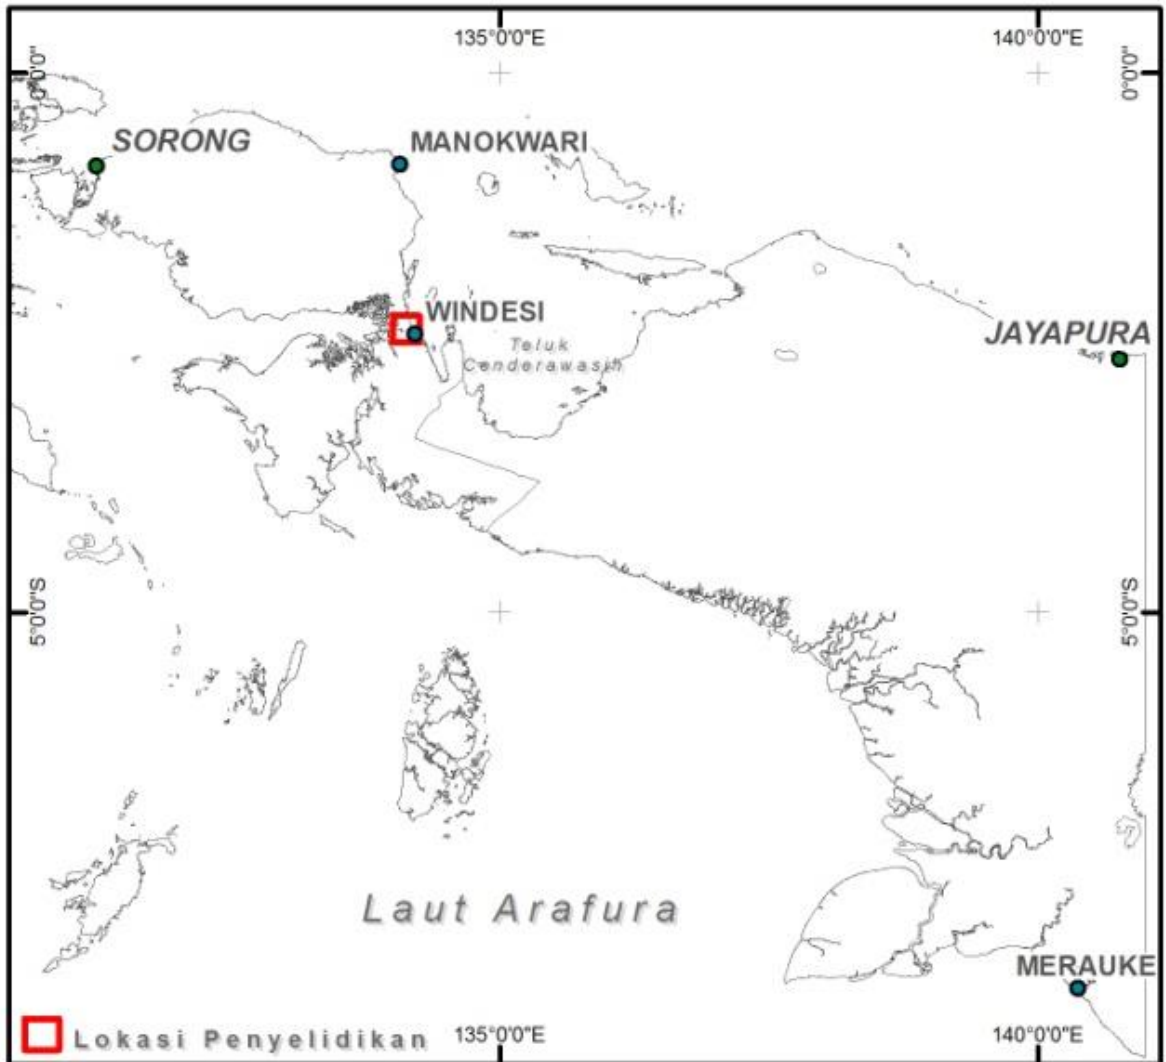 135°0'0"E
140°0'0"E
0°0'0"
0°0'0"
SORONG
MANOKWARI
WINDESI
Teluk
Cenderawasih
JAYAPURA
5°0'0"S
5°0'0"S
Laut Arafura
MERAUKE
Lokasi Penyelidikan
135°0'0"E
140°0'0"E